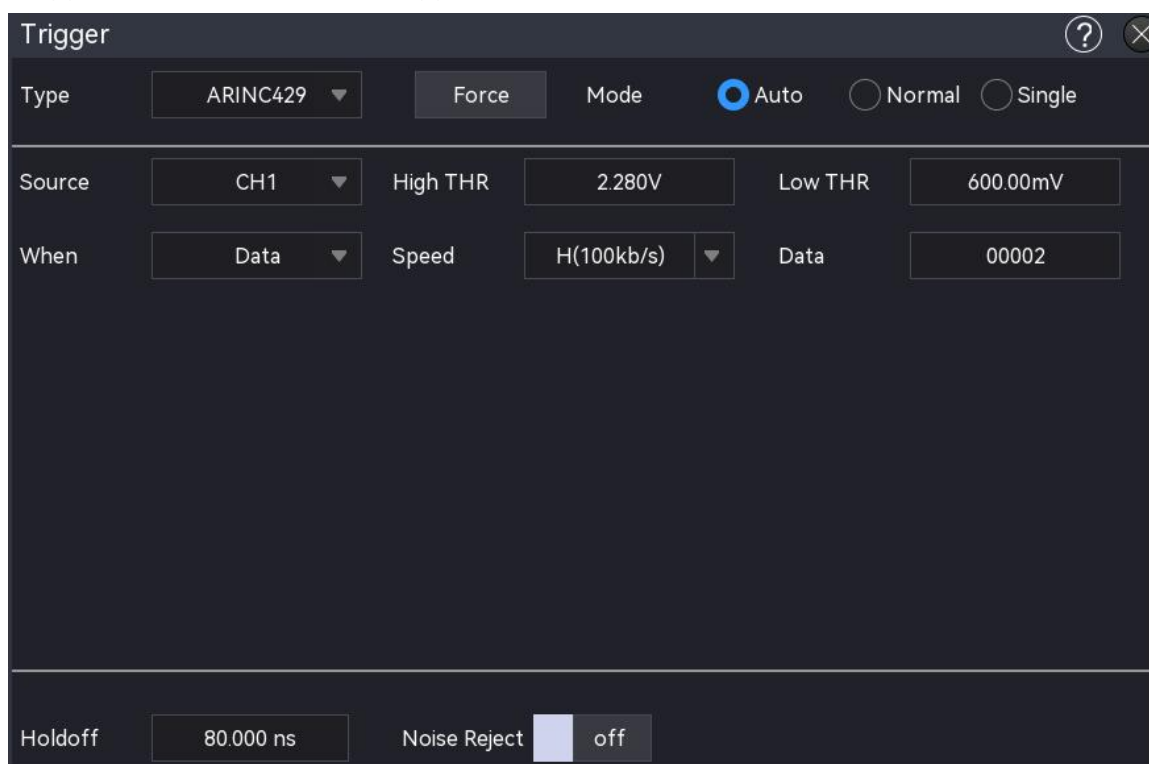 Trigger ?
Type ARINC429 Force Mode Auto Normal Single
Source CH1 High THR 2.280V Low THR 600.00mV
When Data Speed H(100kb/s) Data 00002
Holdoff 80.000 ns Noise Reject off